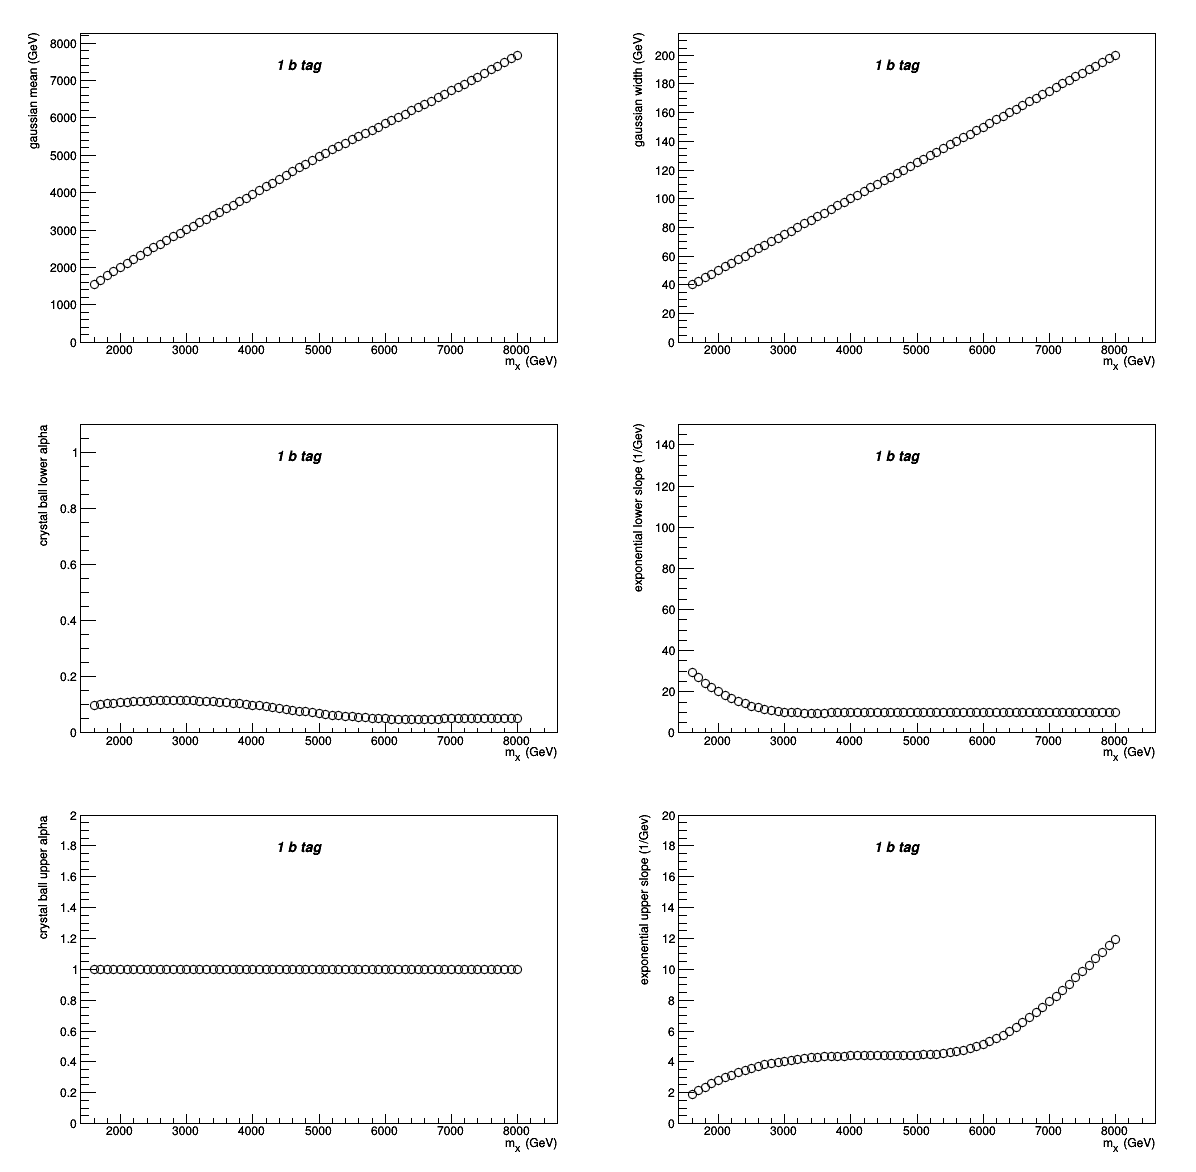 gaussian mean (GeV)
1 b tag
8000
7000
6000
5000
4000
3000
2000
1000
0
2000 3000 4000 5000 6000 7000 8000
m_x (GeV)
gaussian width (GeV)
1 b tag
200
180
160
140
120
100
80
60
40
20
0
2000 3000 4000 5000 6000 7000 8000
m_x (GeV)
crystal ball lower alpha
1 b tag
1
0.8
0.6
0.4
0.2
0
2000 3000 4000 5000 6000 7000 8000
m_x (GeV)
exponential lower slope (1/Gev)
1 b tag
140
120
100
80
60
40
20
0
2000 3000 4000 5000 6000 7000 8000
m_x (GeV)
crystal ball upper alpha
1 b tag
2
1.8
1.6
1.4
1.2
1
0.8
0.6
0.4
0.2
0
2000 3000 4000 5000 6000 7000 8000
m_x (GeV)
exponential upper slope (1/Gev)
1 b tag
20
18
16
14
12
10
8
6
4
2
0
2000 3000 4000 5000 6000 7000 8000
m_x (GeV)